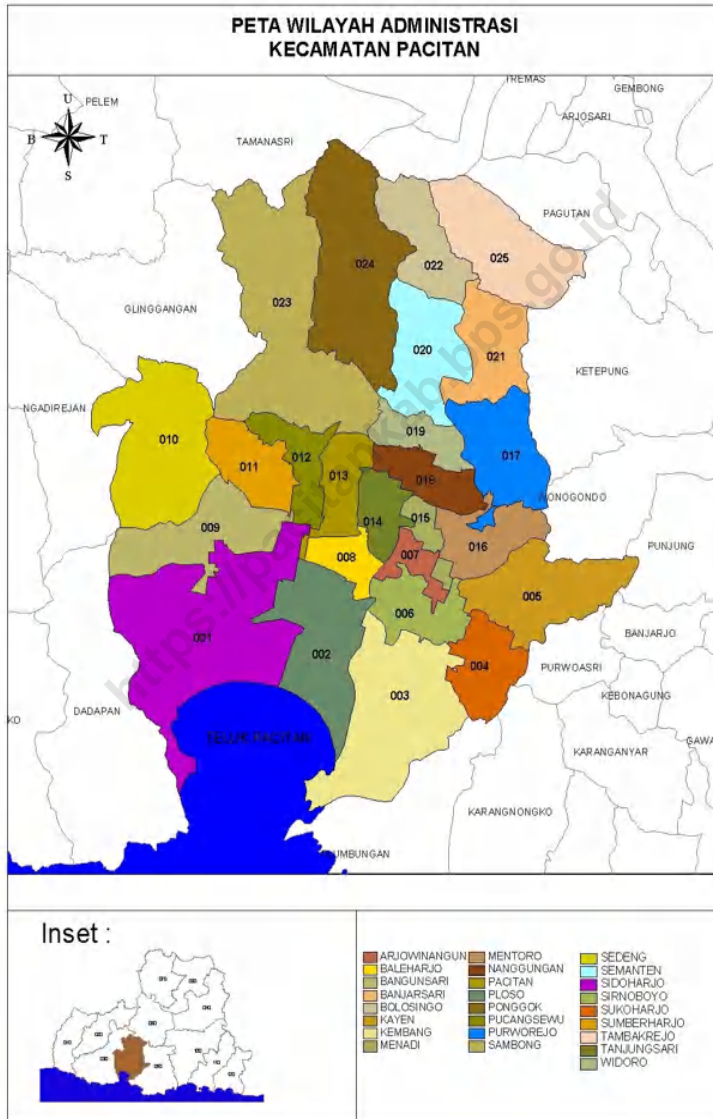 PETA WILAYAH ADMINISTRASI
KECAMATAN PACITAN
U
B T
S
PELEM
TREMAS
GEMBONG
ARJOSARI
TAMANASRI
PAGUTAN
024
022
025
023
GLINGGANGAN
020
021
KETEPUNG
NGADIREJAN
010
019
012
011
013
017
018
WONOGONDO
014
015
009
PUNJUNG
008
007
016
005
006
001
002
BANJARJO
004
003
PURWOASRI
KEBONAGUNG
KO
DADAPAN
TELUK PACITAN
KARANGANYAR
GAWA
KARANGNONGKO
UMBUNGAN
https://pacitankab.bps.go.id
Inset :
ARJOWINANGUN
BALEHARJO
BANGUNSARI
BANJARSARI
BOLOSINGO
KAYEN
KEMBANG
MENADI
MENTORO
NANGGUNGAN
PACITAN
PLOSO
PONGGOK
PUCANGSEWU
PURWOREJO
SAMBONG
SEDENG
SEMANTEN
SIDOHARJO
SIRNOBOYO
SUKOHARJO
SUMBERHARJO
TAMBAKREJO
TANJUNGSARI
WIDORO